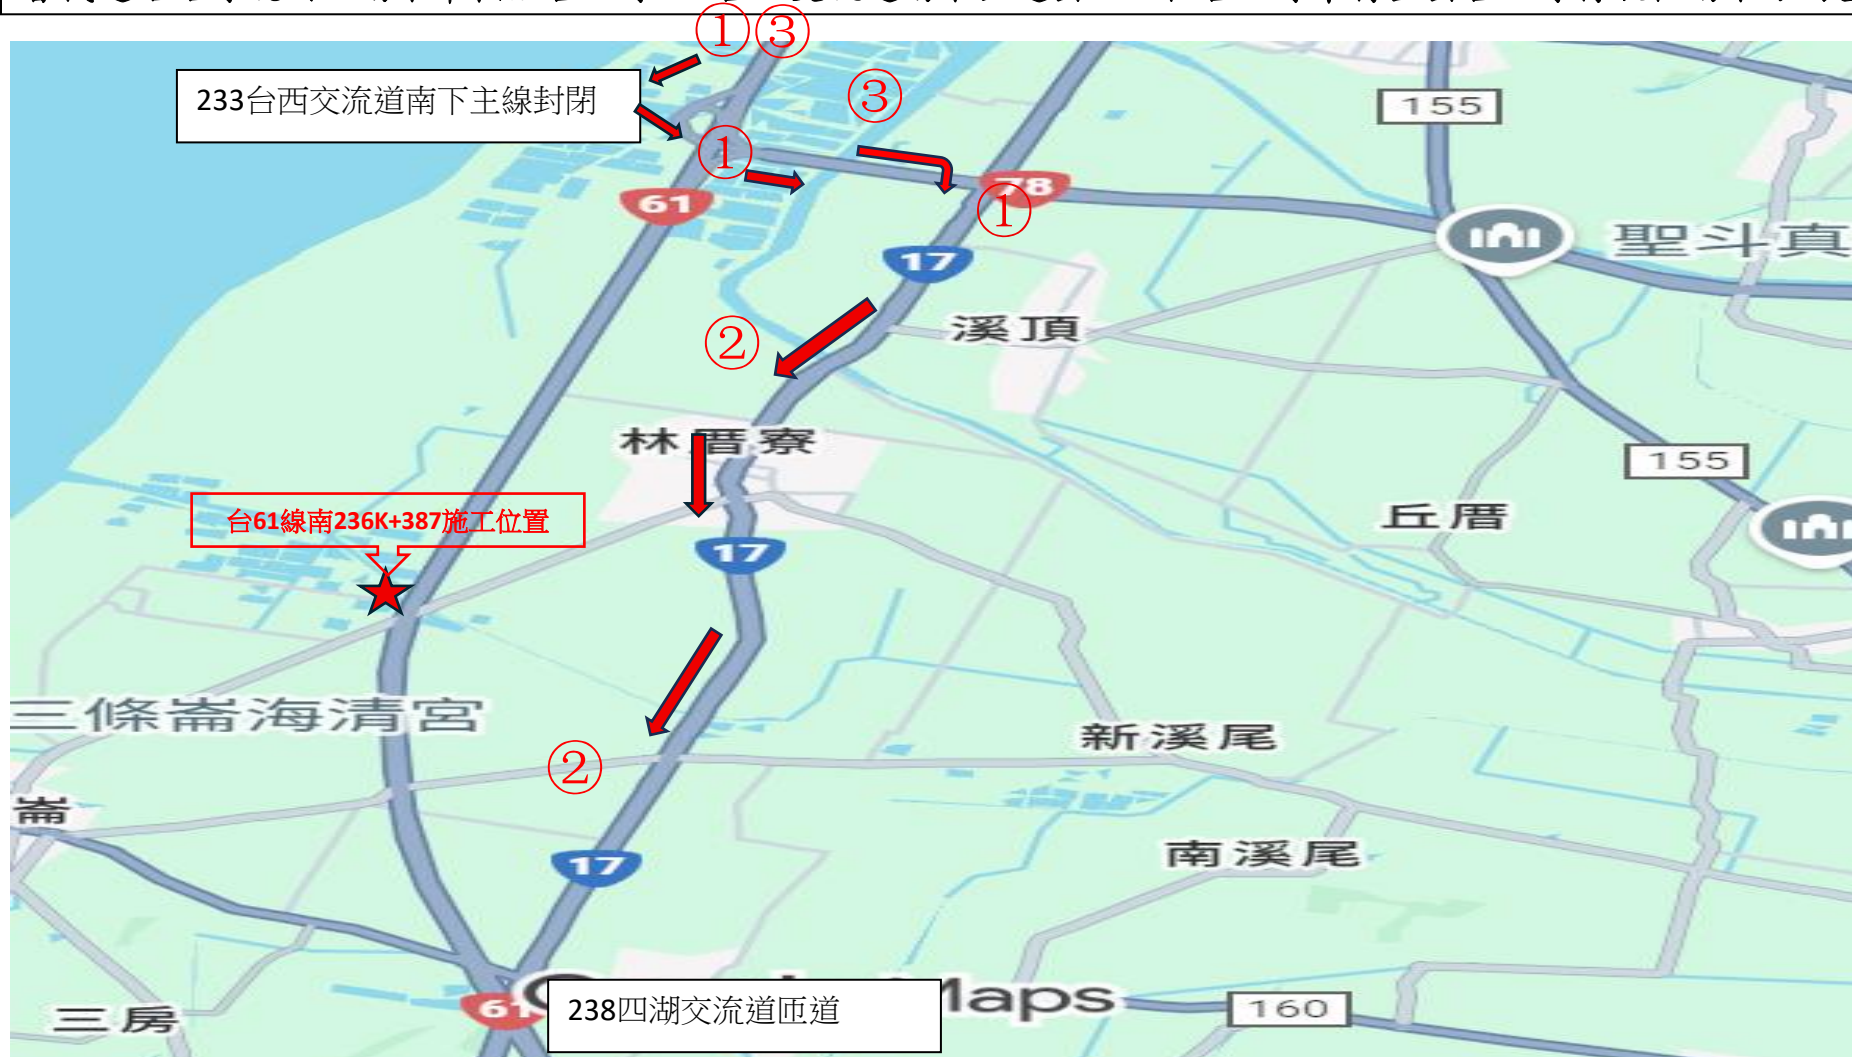 ① ③
233台西交流道南下主線封閉
③
155
①
78
61
①
聖斗真
17
溪頂
②
林厝寮
155
台61線南236K+387施工位置
丘厝
17
三條崙海清宮
新溪尾
②
崙
南溪尾
17
61
238四湖交流道匝道
Maps
160
三房